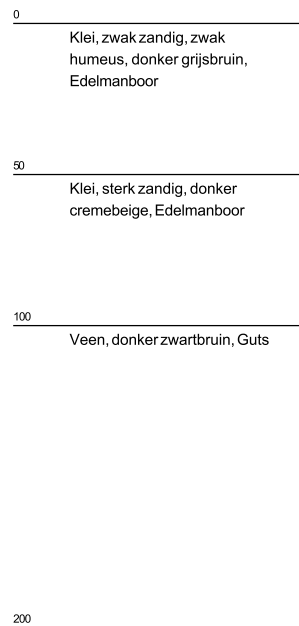 0
Klei, zwak zandig, zwak
humeus, donker grijsbruin,
Edelmanboor
50
Klei, sterk zandig, donker
cremebeige, Edelmanboor
100
Veen, donker zwartbruin, Guts
200